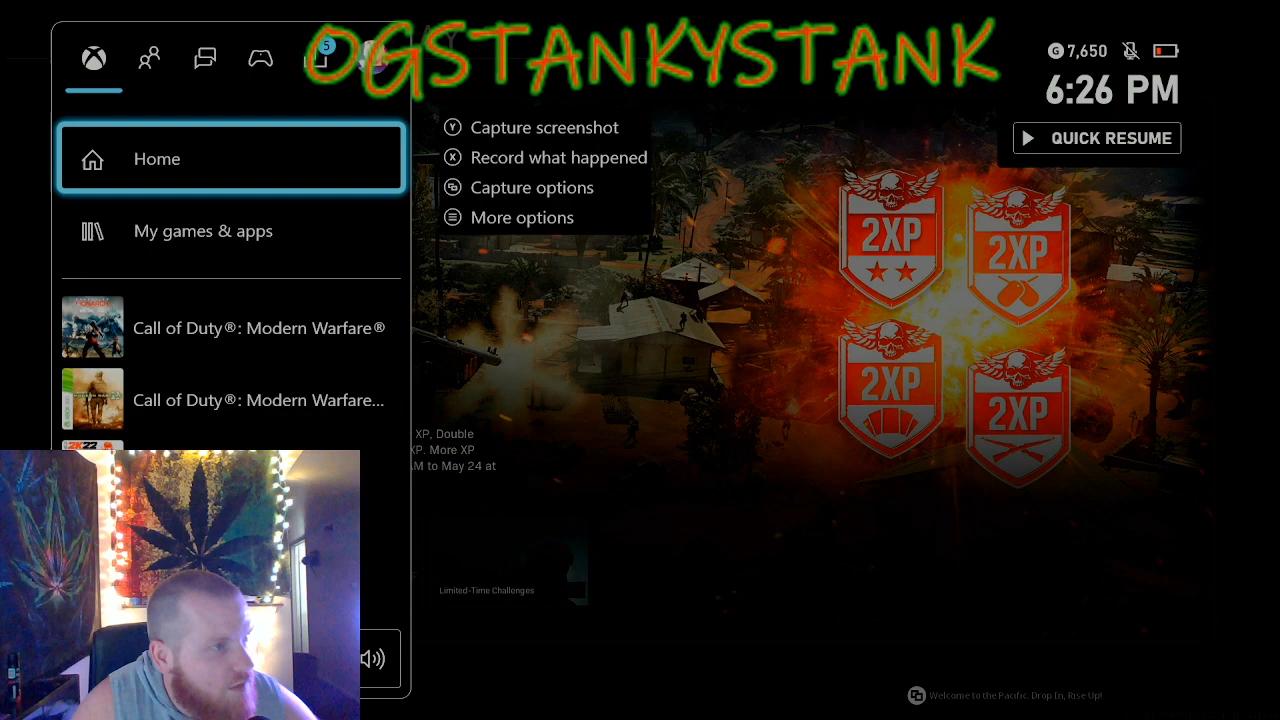 OGSTANKYSTANK
5
G 7,650
6:26 PM
QUICK RESUME
Home
My games & apps
Call of Duty®: Modern Warfare®
Call of Duty®: Modern Warfare...
2K22
Y Capture screenshot
X Record what happened
Capture options
More options
2XP
2XP
2XP
2XP
XP, Double
XP. More XP
AM to May 24 at
Limited-Time Challenges
Welcome to the Pacific. Drop In, Rise Up!